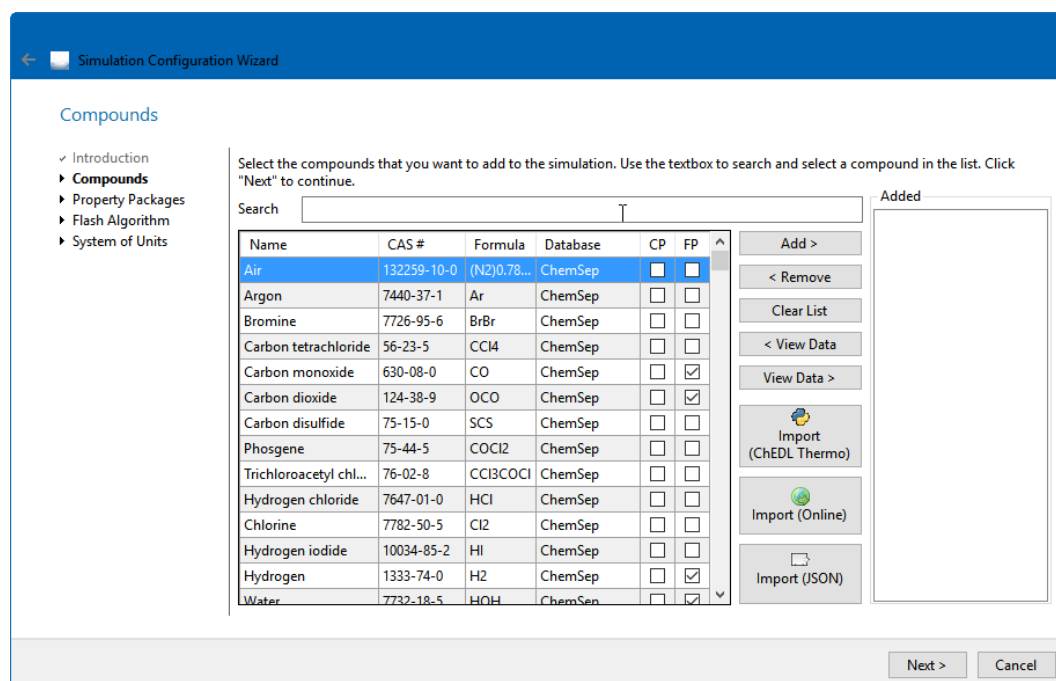 Simulation Configuration Wizard
Compounds
Introduction
Compounds
Property Packages
Flash Algorithm
System of Units
Select the compounds that you want to add to the simulation. Use the textbox to search and select a compound in the list. Click
"Next" to continue.
Search
Name CAS # Formula Database CP FP
Air 132259-10-0 (N2)0.78... ChemSep
Argon 7440-37-1 Ar ChemSep
Bromine 7726-95-6 BrBr ChemSep
Carbon tetrachloride 56-23-5 CCl4 ChemSep
Carbon monoxide 630-08-0 CO ChemSep
Carbon dioxide 124-38-9 OCO ChemSep
Carbon disulfide 75-15-0 SCS ChemSep
Phosgene 75-44-5 COCl2 ChemSep
Trichloroacetyl chl... 76-02-8 CCl3COCl ChemSep
Hydrogen chloride 7647-01-0 HCl ChemSep
Chlorine 7782-50-5 Cl2 ChemSep
Hydrogen iodide 10034-85-2 HI ChemSep
Hydrogen 1333-74-0 H2 ChemSep
Water 7732-18-5 HOH ChemSep
Add >
< Remove
Clear List
< View Data
View Data >
Import
(ChEDL Thermo)
Import (Online)
Import (JSON)
Added
Next >
Cancel